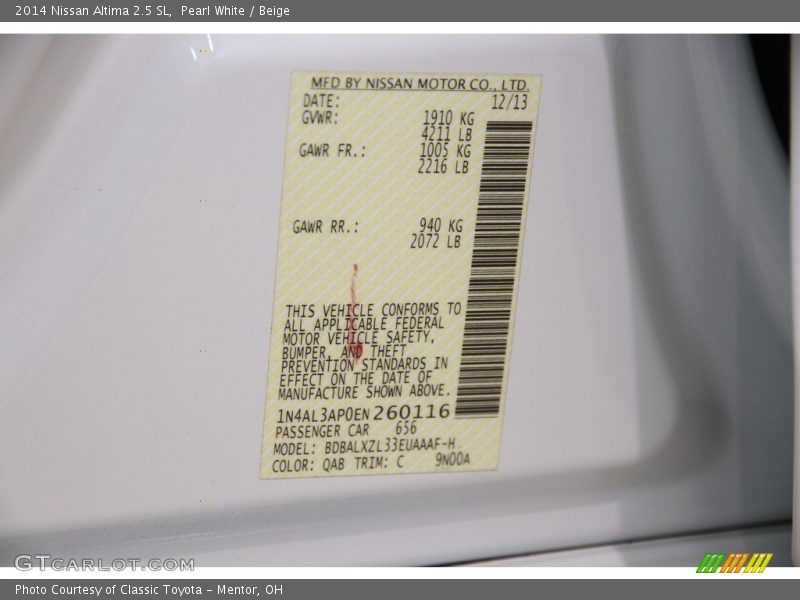 2014 Nissan Altima 2.5 SL, Pearl White / Beige
MFD BY NISSAN MOTOR CO., LTD.
DATE: 12/13
GVWR: 1910 KG
4211 LB
GAWR FR.: 1005 KG
2216 LB
GAWR RR.: 940 KG
2072 LB
THIS VEHICLE CONFORMS TO
ALL APPLICABLE FEDERAL
MOTOR VEHICLE SAFETY,
BUMPER, AND THEFT
PREVENTION STANDARDS IN
EFFECT ON THE DATE OF
MANUFACTURE SHOWN ABOVE.
1N4AL3AP0EN260116
PASSENGER CAR 656
MODEL: BDBALXZL33EUAAAF-H
COLOR: QAB TRIM: C 9N00A
GTCARLOT.COM
Photo Courtesy of Classic Toyota - Mentor, OH